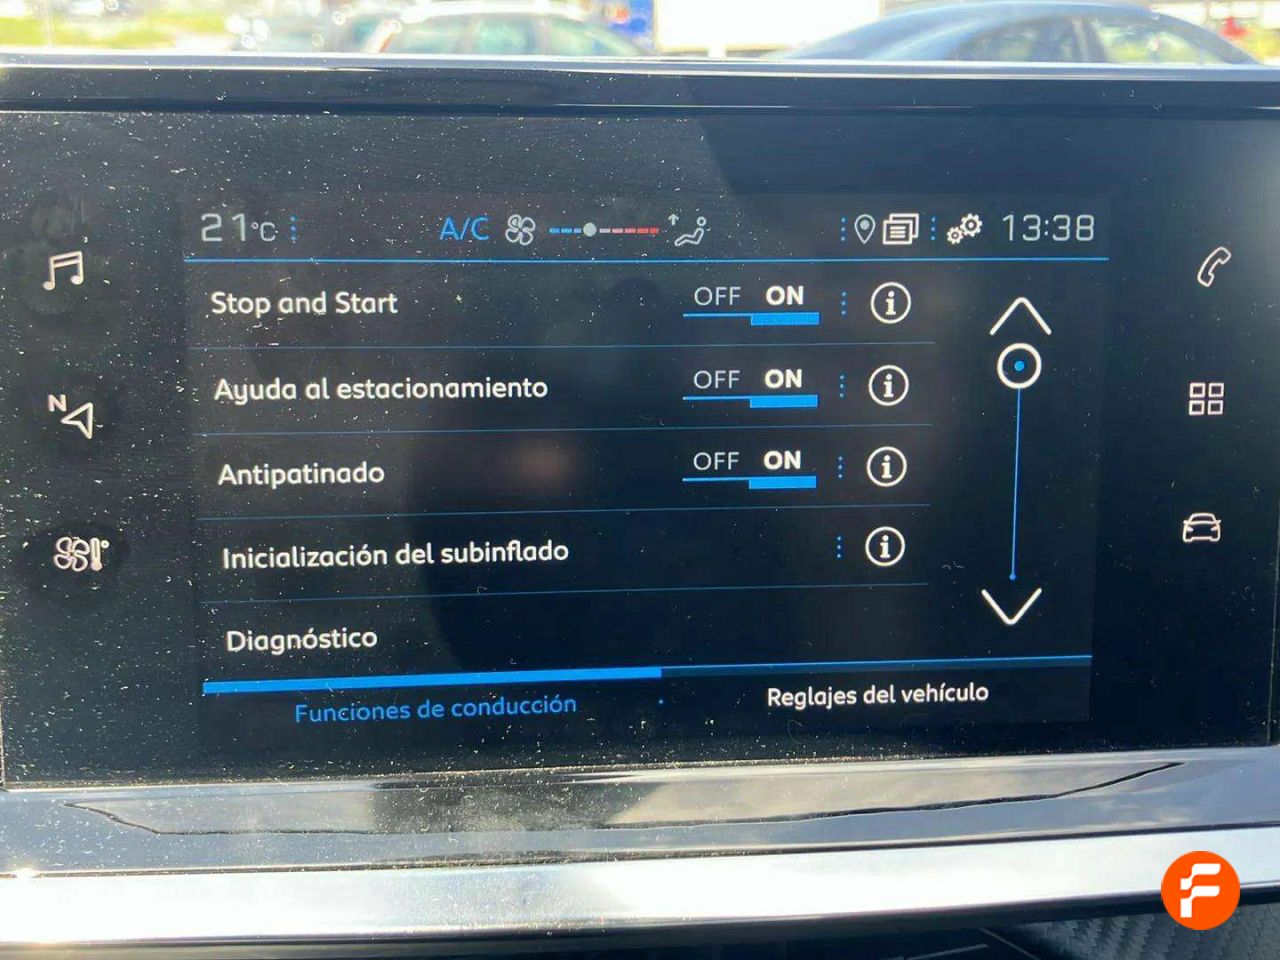 21°C A/C 13:38
Stop and Start OFF ON
Ayuda al estacionamiento OFF ON
Antipatinado OFF ON
Inicialización del subinflado
Diagnóstico
Funciones de conducción Reglajes del vehículo
N